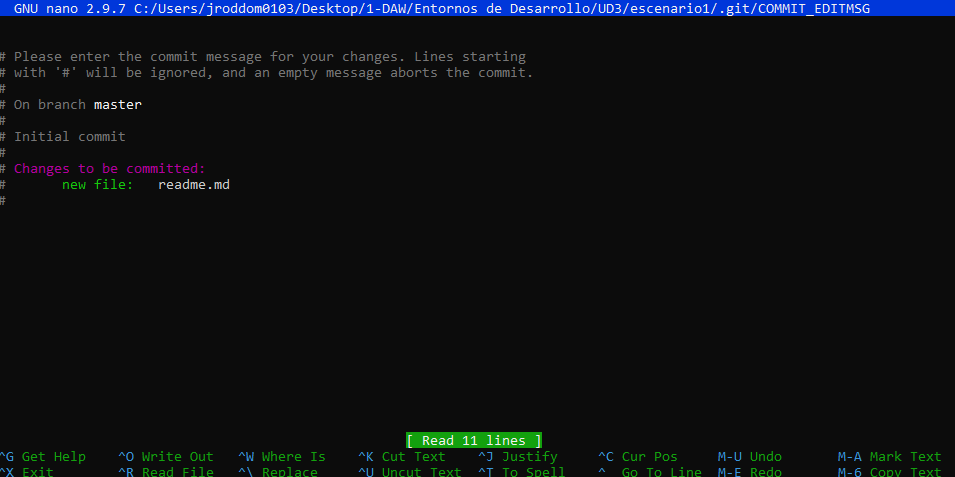 GNU nano 2.9.7 C:/Users/jroddom0103/Desktop/1-DAW/Entornos de Desarrollo/UD3/escenario1/.git/COMMIT_EDITMSG
# Please enter the commit message for your changes. Lines starting
# with '#' will be ignored, and an empty message aborts the commit.
#
# On branch master
#
# Initial commit
#
# Changes to be committed:
#       new file:   readme.md
#
[ Read 11 lines ]
^G Get Help    ^O Write Out   ^W Where Is    ^K Cut Text    ^J Justify     ^C Cur Pos     M-U Undo       M-A Mark Text
^X Exit        ^R Read File   ^\ Replace     ^U Uncut Text  ^T To Spell    ^_ Go To Line  M-E Redo       M-6 Copy Text